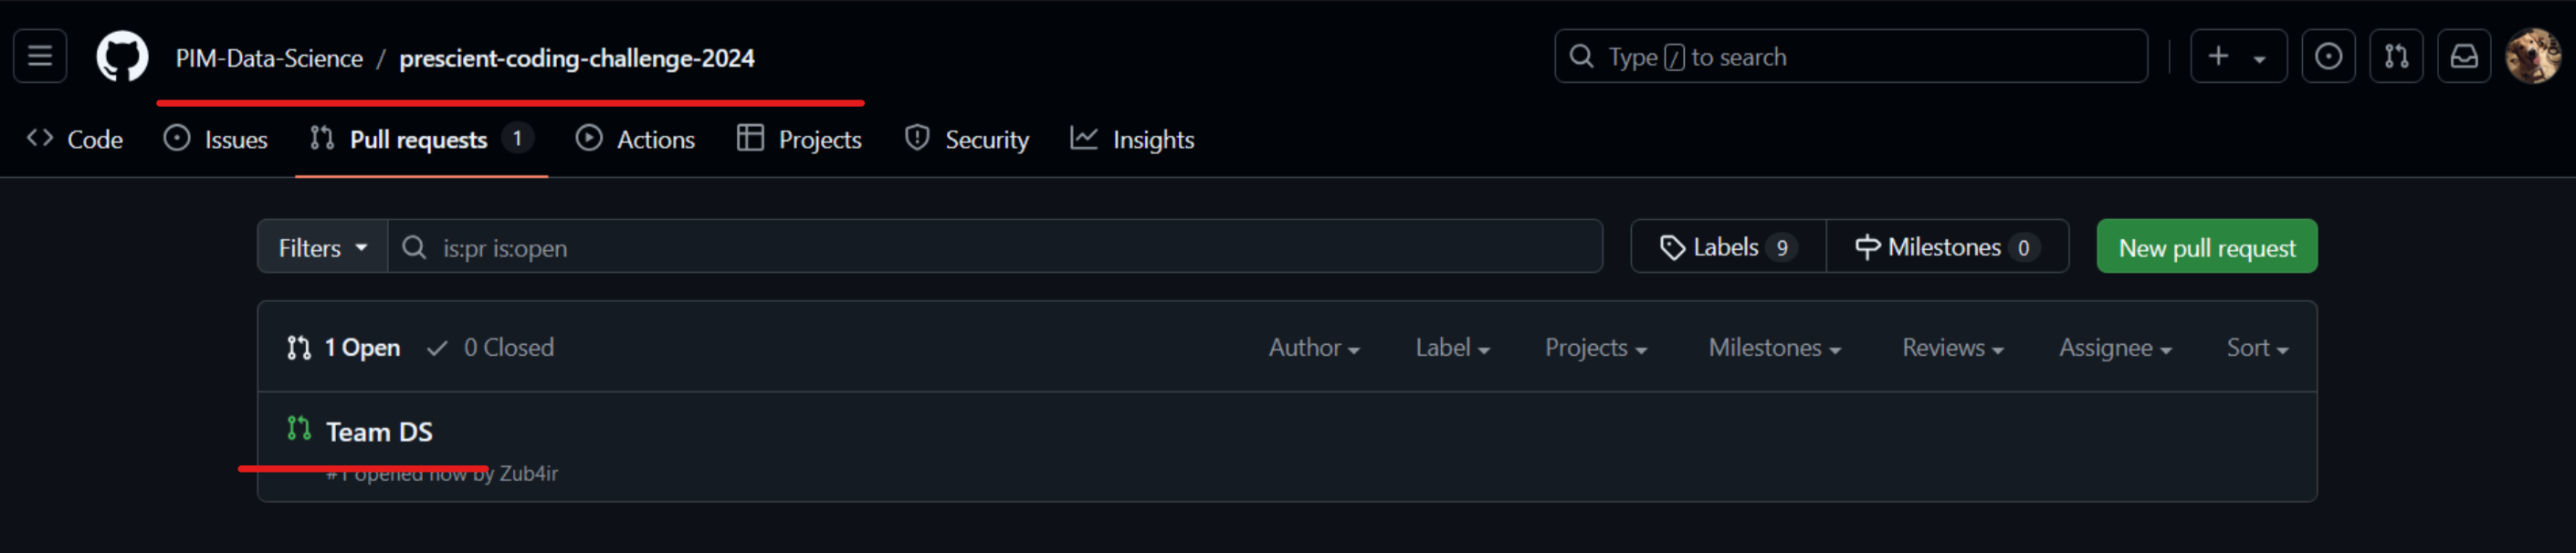 PIM-Data-Science / prescient-coding-challenge-2024
Type / to search
Code Issues Pull requests 1 Actions Projects Security Insights
Filters is:pr is:open Labels 9 Milestones 0 New pull request
1 Open 0 Closed Author Label Projects Milestones Reviews Assignee Sort
Team DS
#1 opened now by Zub4ir